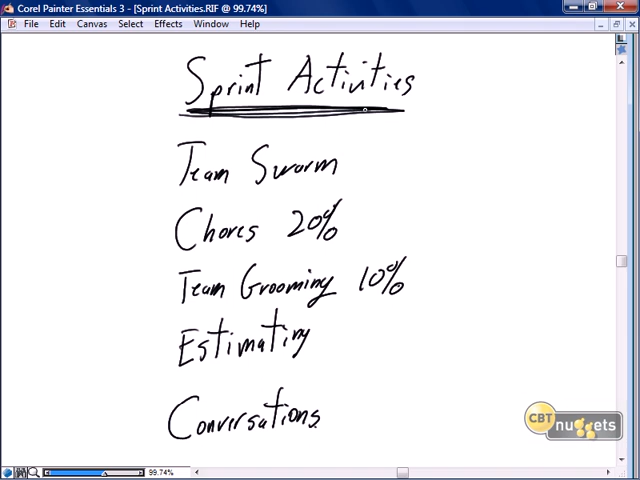 Corel Painter Essentials 3 - [Sprint Activities.RIF @ 99.74%]
File Edit Canvas Select Effects Window Help
Sprint Activities
Team Swarm
Chores 20%
Team Grooming 10%
Estimating
Conversations
CBT nuggets
99.74%